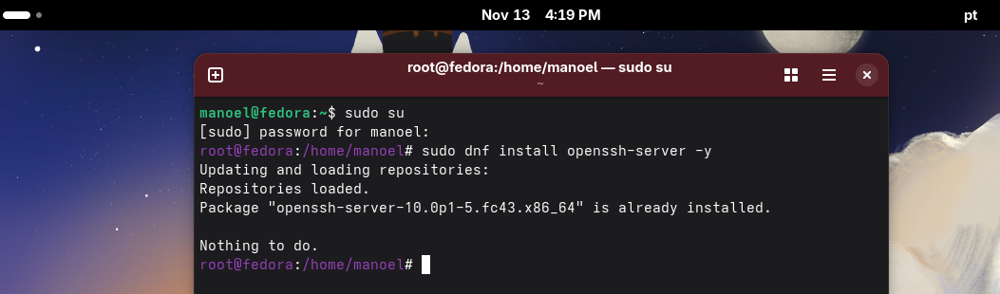 Nov 13 4:19 PM
pt
root@fedora:/home/manoel — sudo su
~
manoel@fedora:~$ sudo su
[sudo] password for manoel:
root@fedora:/home/manoel# sudo dnf install openssh-server -y
Updating and loading repositories:
Repositories loaded.
Package "openssh-server-10.0p1-5.fc43.x86_64" is already installed.
Nothing to do.
root@fedora:/home/manoel#